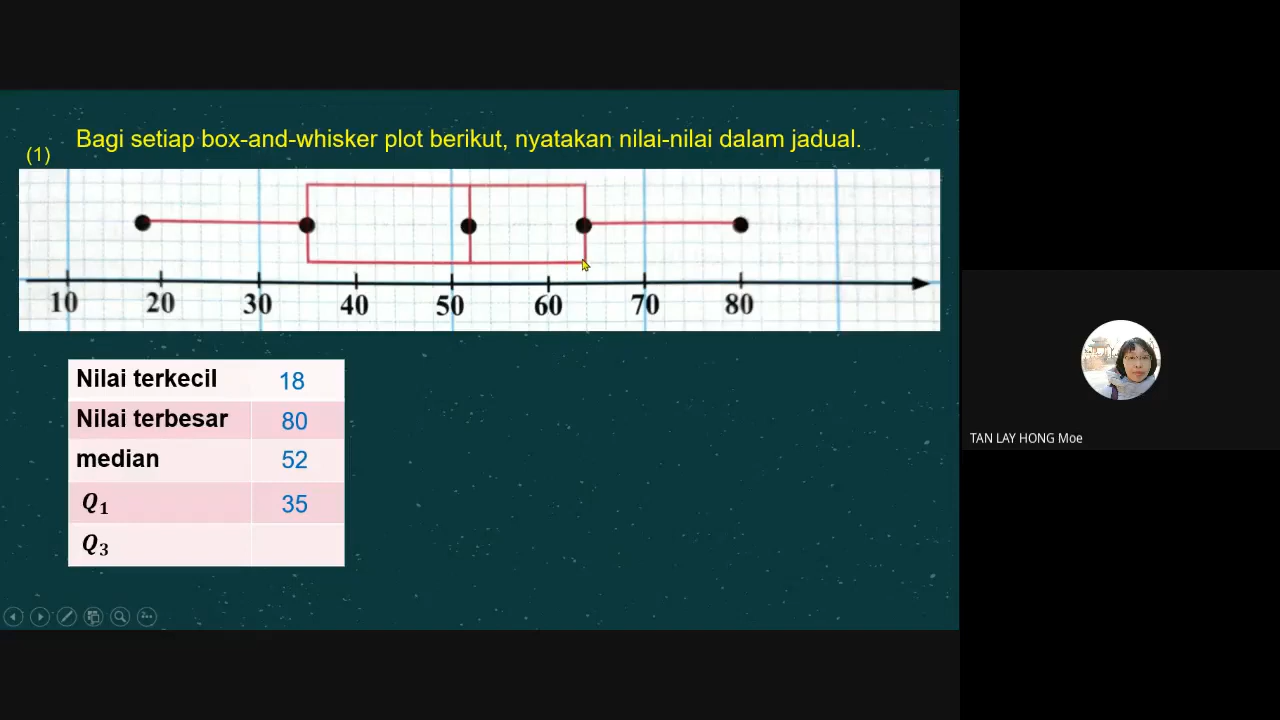 Bagi setiap box-and-whisker plot berikut, nyatakan nilai-nilai dalam jadual.
(1)
10 20 30 40 50 60 70 80
Nilai terkecil 18
Nilai terbesar 80
median 52
Q₁ 35
Q₃
TAN LAY HONG Moe